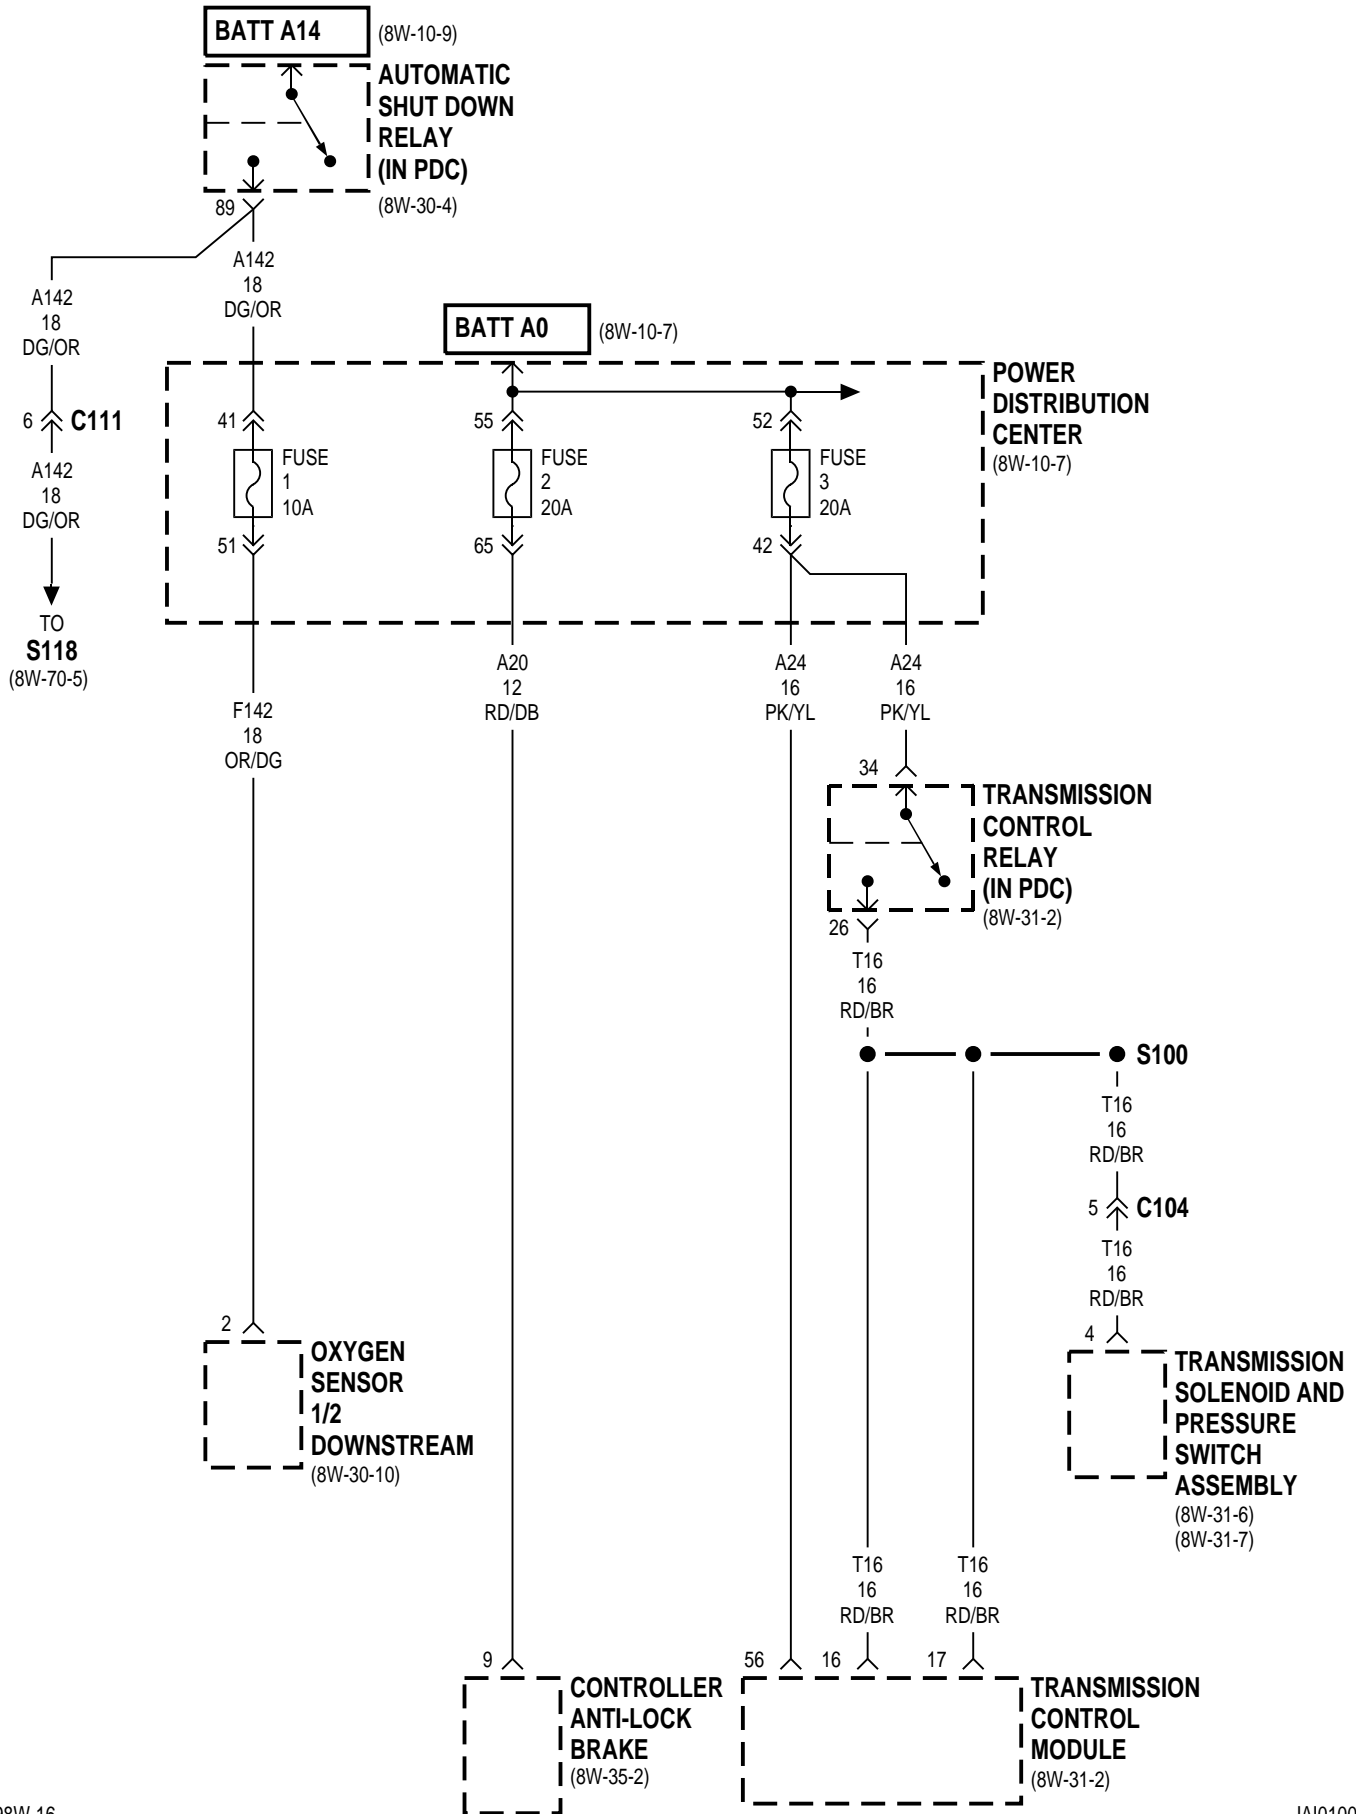 BATT A14
(8W-10-9)
AUTOMATIC
SHUT DOWN
RELAY
(IN PDC)
(8W-30-4)
89
A142
18
DG/OR
A142
18
DG/OR
BATT A0
(8W-10-7)
POWER
DISTRIBUTION
CENTER
(8W-10-7)
6
C111
A142
18
DG/OR
TO
S118
(8W-70-5)
41
FUSE
1
10A
51
55
FUSE
2
20A
65
52
FUSE
3
20A
42
F142
18
OR/DG
A20
12
RD/DB
A24
16
PK/YL
A24
16
PK/YL
34
TRANSMISSION
CONTROL
RELAY
(IN PDC)
(8W-31-2)
26
T16
16
RD/BR
S100
T16
16
RD/BR
5
C104
T16
16
RD/BR
4
TRANSMISSION
SOLENOID AND
PRESSURE
SWITCH
ASSEMBLY
(8W-31-6)
(8W-31-7)
2
OXYGEN
SENSOR
1/2
DOWNSTREAM
(8W-30-10)
T16
16
RD/BR
T16
16
RD/BR
9
CONTROLLER
ANTI-LOCK
BRAKE
(8W-35-2)
56
16
17
TRANSMISSION
CONTROL
MODULE
(8W-31-2)